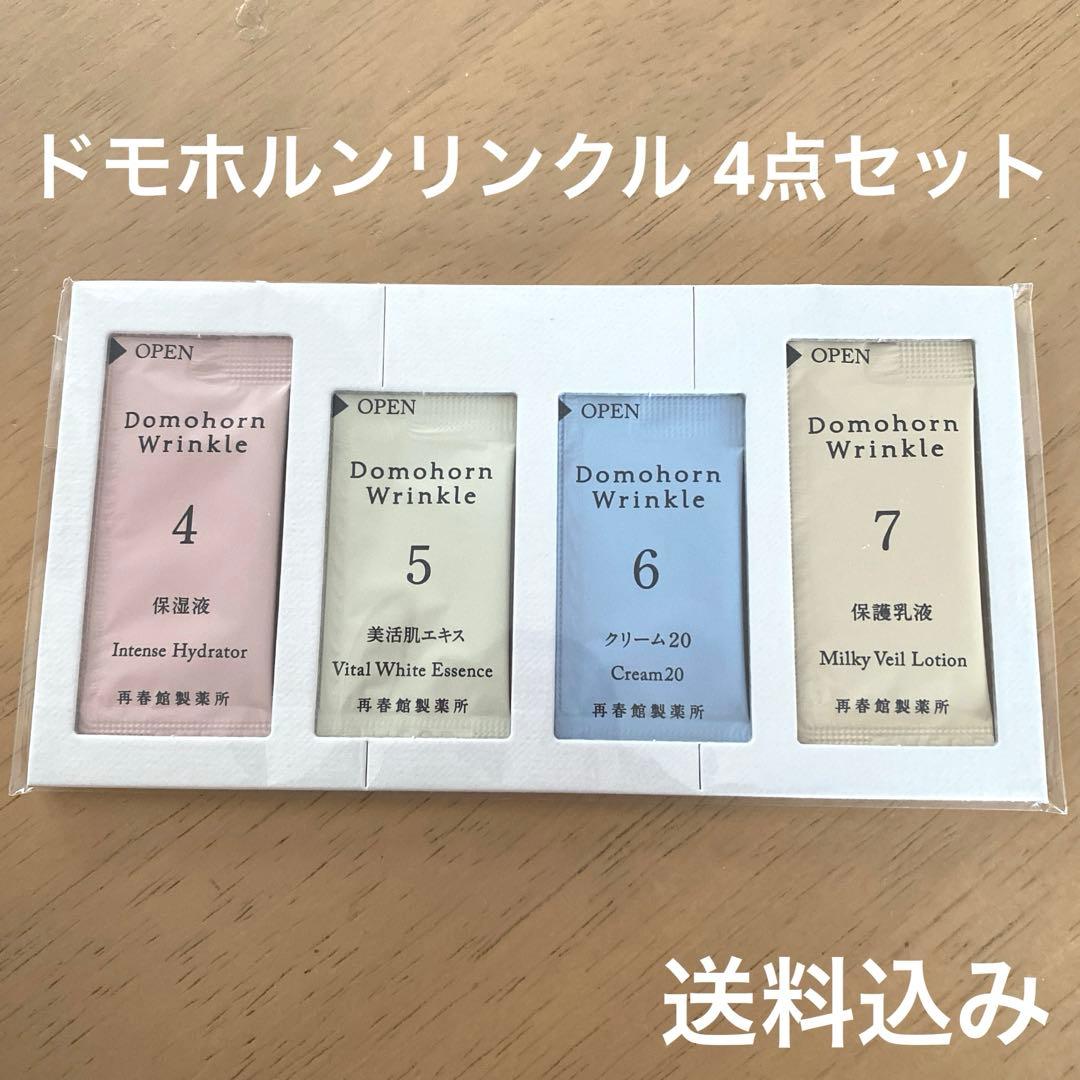 ドモホルンリンクル 4点セット
OPEN
Domohorn
Wrinkle
4
保湿液
Intense Hydrator
再春館製薬所
OPEN
Domohorn
Wrinkle
5
美活肌エキス
Vital White Essence
再春館製薬所
OPEN
Domohorn
Wrinkle
6
クリーム20
Cream20
再春館製薬所
OPEN
Domohorn
Wrinkle
7
保護乳液
Milky Veil Lotion
再春館製薬所
送料込み